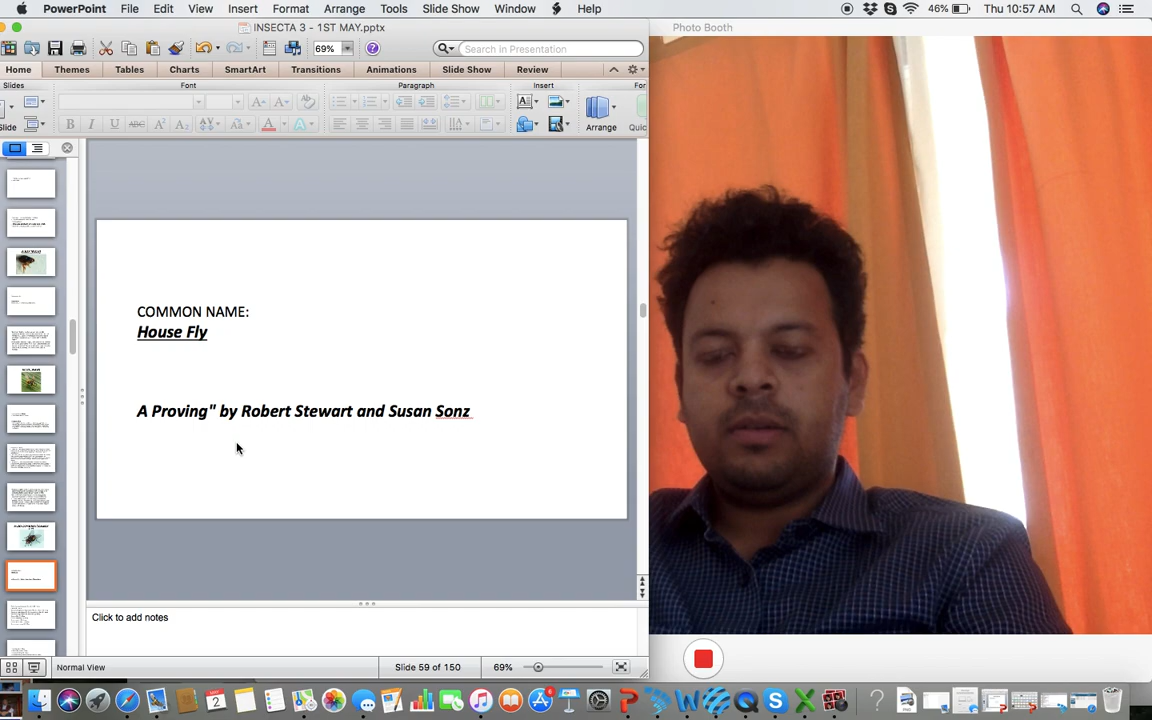 PowerPoint File Edit View Insert Format Arrange Tools Slide Show Window Help 46% Thu 10:57 AM
INSECTA 3 - 1ST MAY.pptx
Photo Booth
69%
Search in Presentation
Home Themes Tables Charts SmartArt Transitions Animations Slide Show Review
Slides Font Paragraph Insert For
Slide Arrange Quic
COMMON NAME:
House Fly
A Proving" by Robert Stewart and Susan Sonz
Click to add notes
Normal View Slide 59 of 150 69%